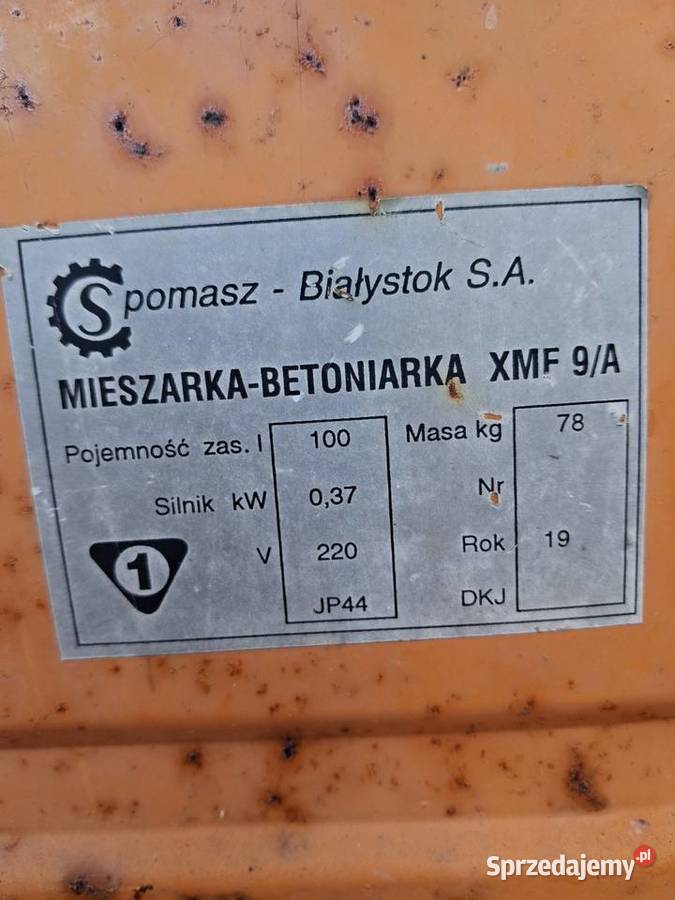 Spomasz - Białystok S.A.
MIESZARKA-BETONIARKA XMF 9/A
Pojemność zas. l 100 Masa kg 78
Silnik kW 0,37 Nr
1 V 220 Rok 19
JP44 DKJ
Sprzedajemy.pl